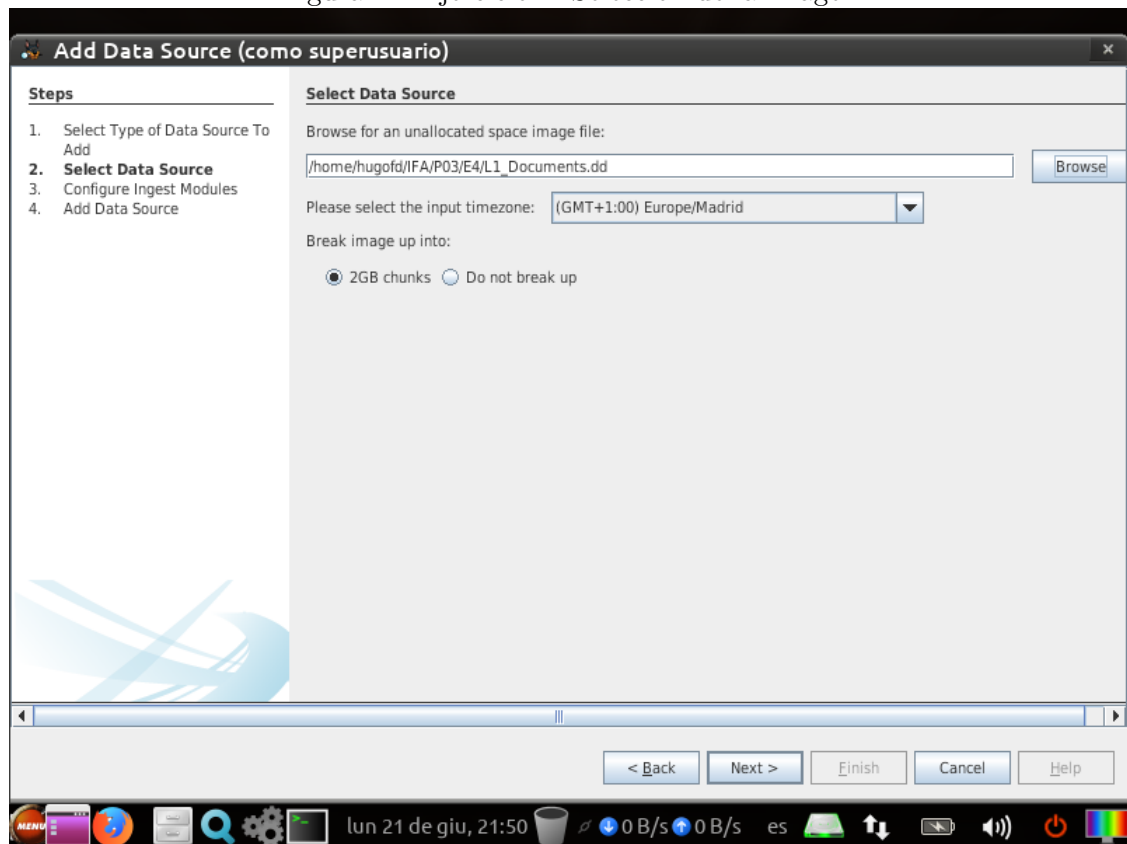 Add Data Source (como superusuario)
Steps
1. Select Type of Data Source To
Add
2. Select Data Source
3. Configure Ingest Modules
4. Add Data Source
Select Data Source
Browse for an unallocated space image file:
/home/hugofd/IFA/P03/E4/L1_Documents.dd
Browse
Please select the input timezone: (GMT+1:00) Europe/Madrid
Break image up into:
2GB chunks Do not break up
< Back Next > Finish Cancel Help
MENU lun 21 de giu, 21:50 0 B/s 0 B/s es